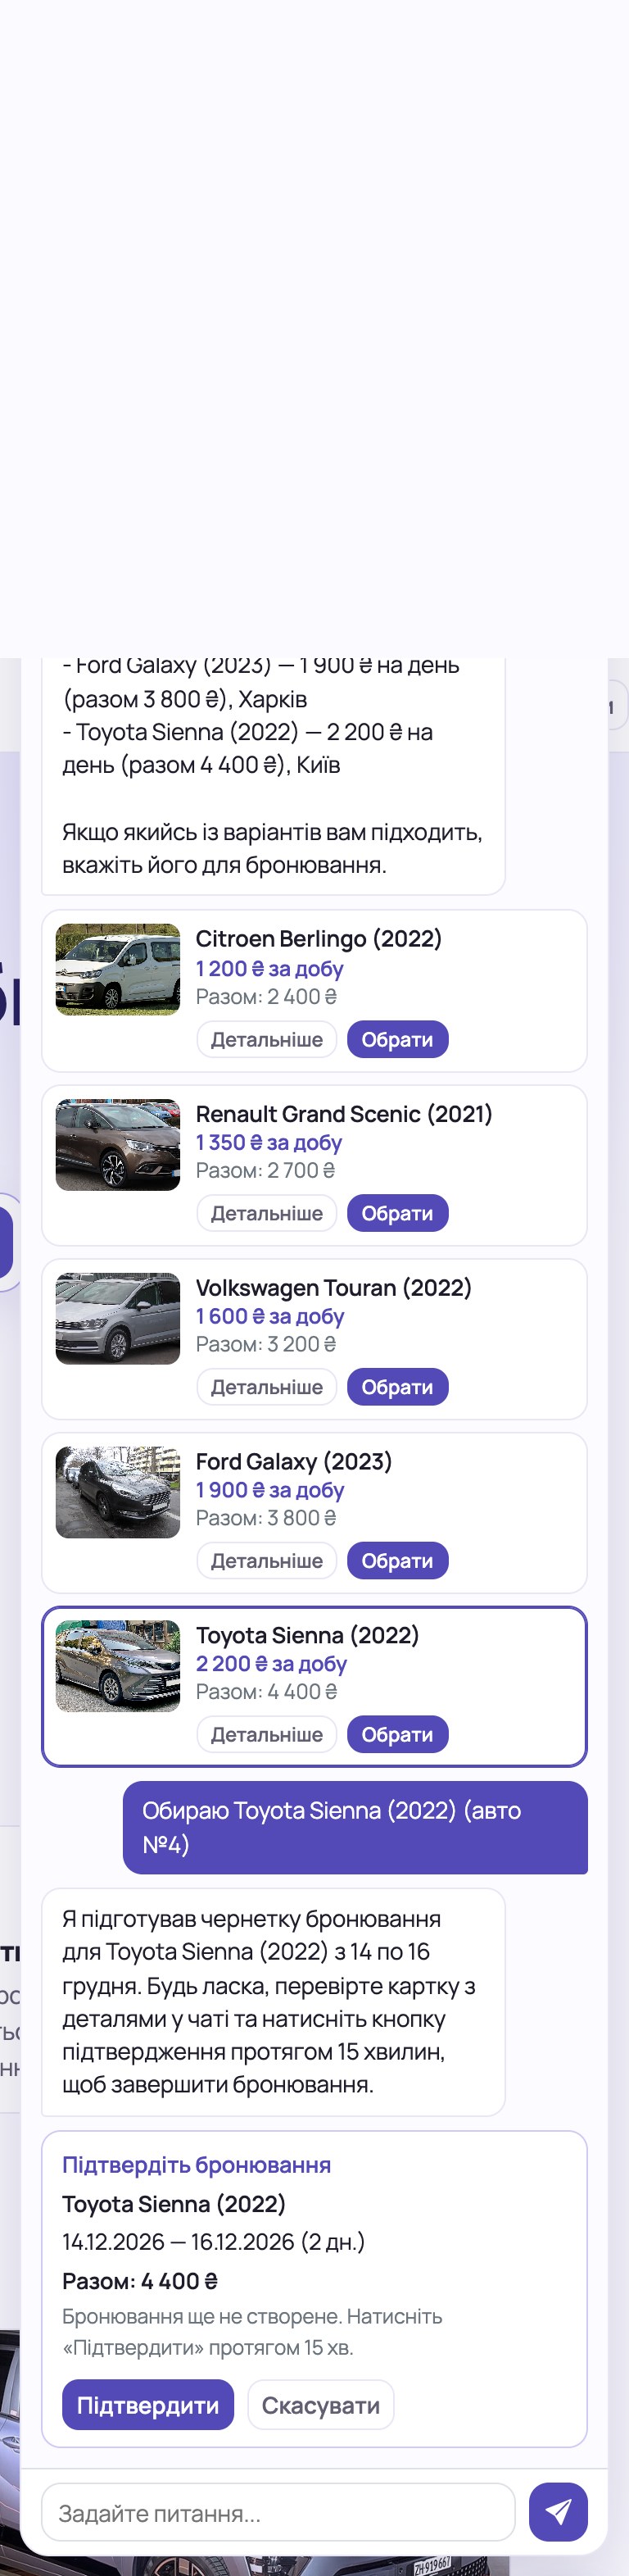 - Ford Galaxy (2023) — 1 900 ₴ на день
(разом 3 800 ₴), Харків
- Toyota Sienna (2022) — 2 200 ₴ на
день (разом 4 400 ₴), Київ
Якщо якийсь із варіантів вам підходить,
вкажіть його для бронювання.
Citroen Berlingo (2022)
1 200 ₴ за добу
Разом: 2 400 ₴
Детальніше Обрати
Renault Grand Scenic (2021)
1 350 ₴ за добу
Разом: 2 700 ₴
Детальніше Обрати
Volkswagen Touran (2022)
1 600 ₴ за добу
Разом: 3 200 ₴
Детальніше Обрати
Ford Galaxy (2023)
1 900 ₴ за добу
Разом: 3 800 ₴
Детальніше Обрати
Toyota Sienna (2022)
2 200 ₴ за добу
Разом: 4 400 ₴
Детальніше Обрати
Обираю Toyota Sienna (2022) (авто
№4)
Я підготував чернетку бронювання
для Toyota Sienna (2022) з 14 по 16
грудня. Будь ласка, перевірте картку з
деталями у чаті та натисніть кнопку
підтвердження протягом 15 хвилин,
щоб завершити бронювання.
Підтвердіть бронювання
Toyota Sienna (2022)
14.12.2026 — 16.12.2026 (2 дн.)
Разом: 4 400 ₴
Бронювання ще не створене. Натисніть
«Підтвердити» протягом 15 хв.
Підтвердити Скасувати
Задайте питання...
ZH 919667